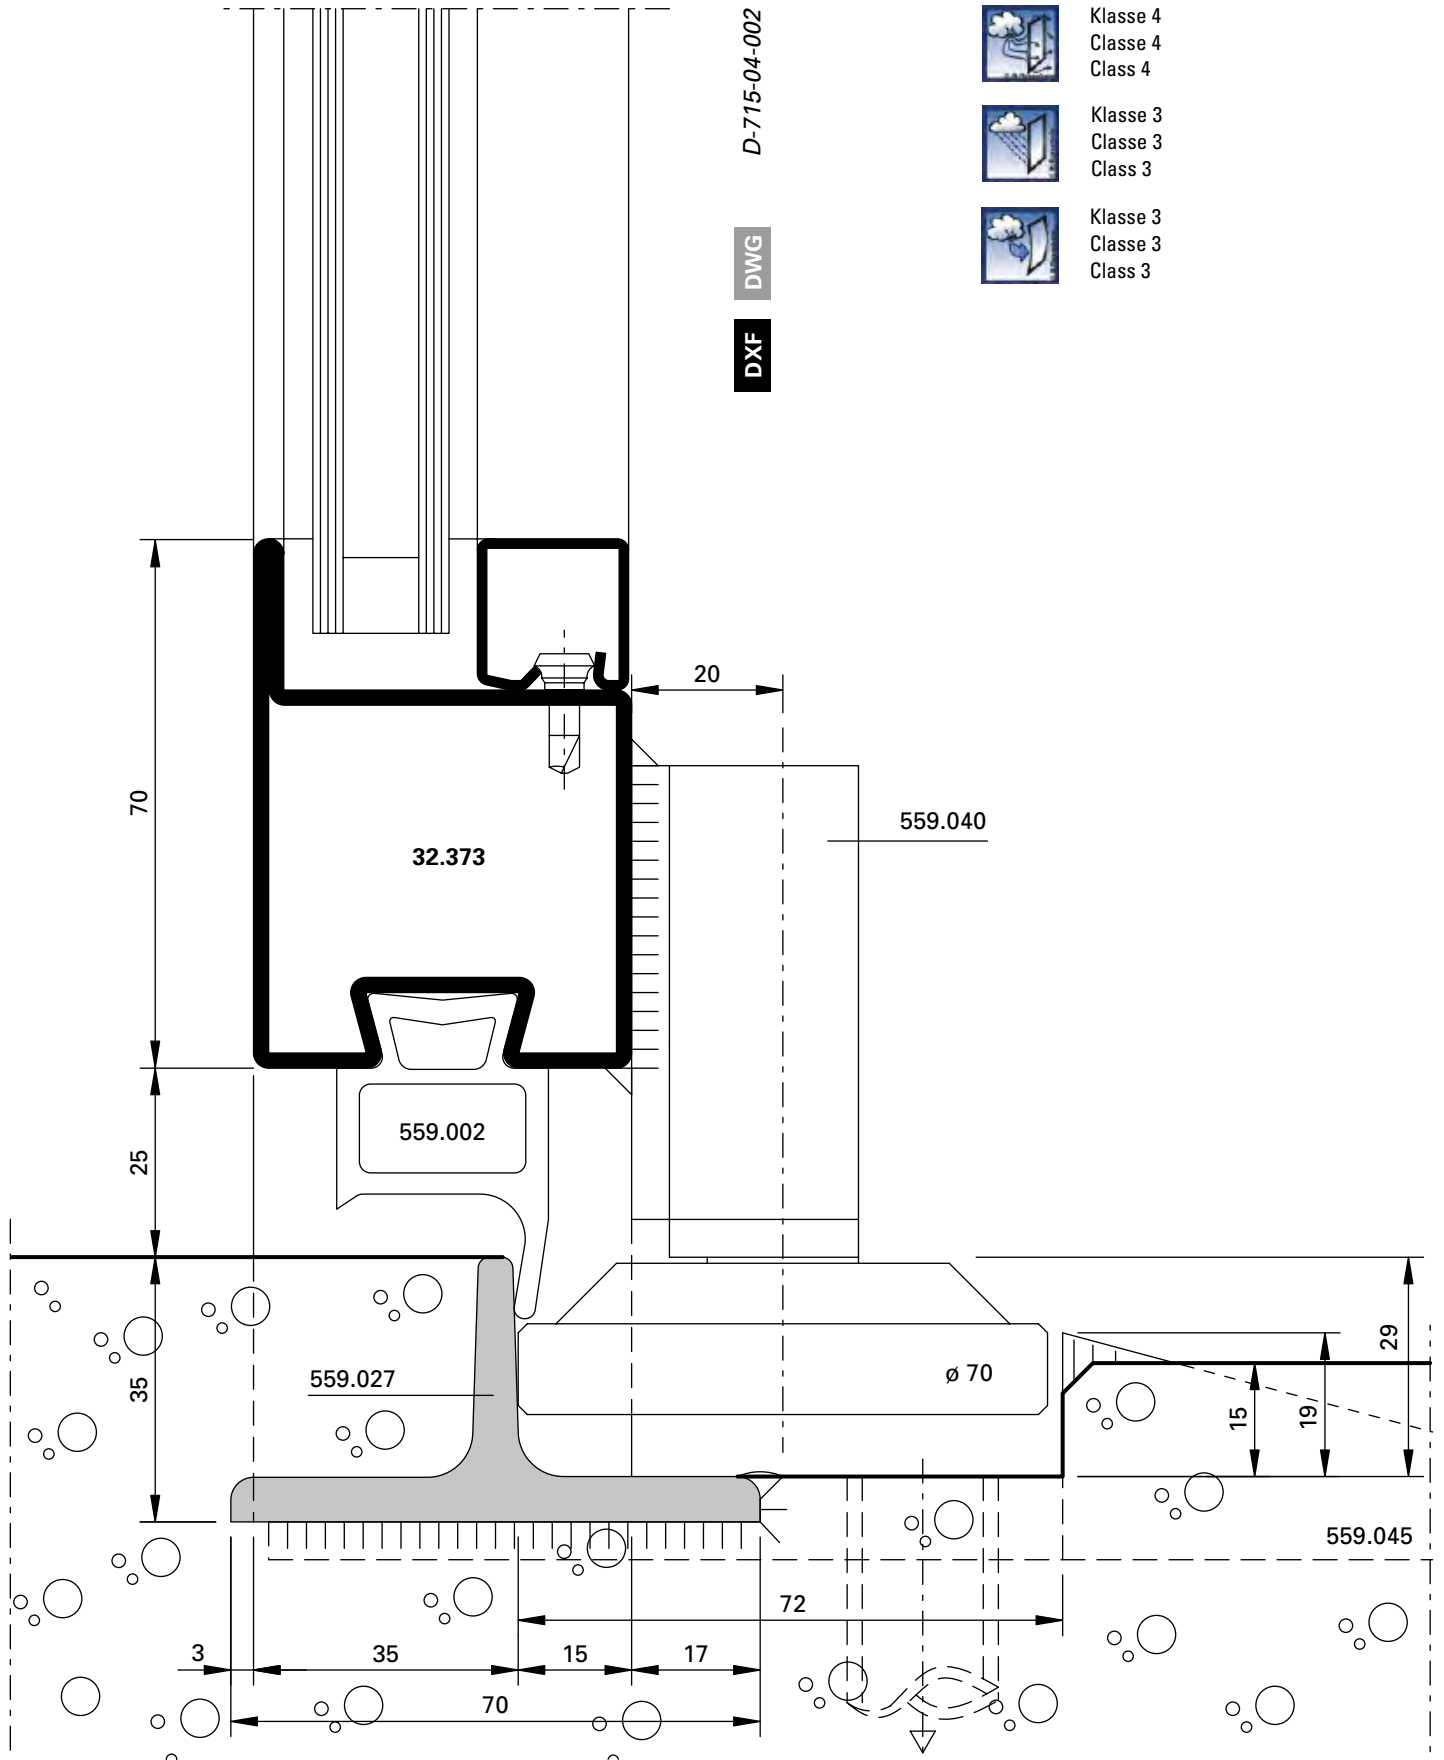 D-715-04-002
Klasse 4
Classe 4
Class 4
Klasse 3
Classe 3
Class 3
Klasse 3
Classe 3
Class 3
DWG
DXF
20
70
559.040
32.373
25
559.002
35
559.027
ø 70
29
15
19
559.045
72
3
35
15
17
70